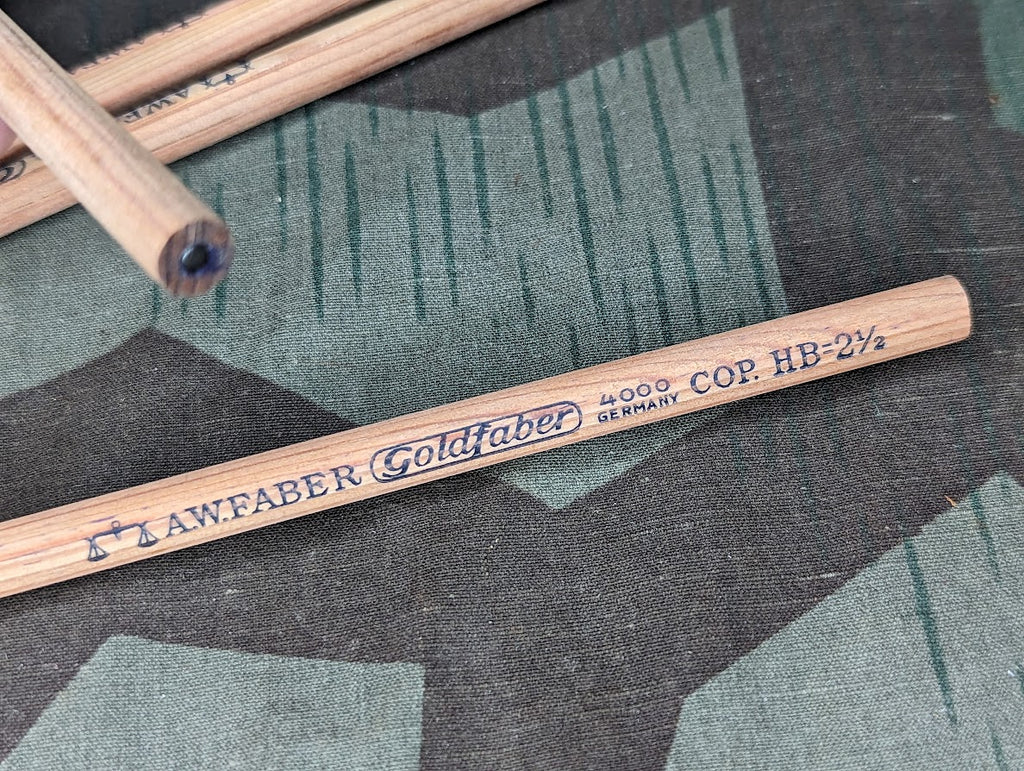 A.W.FABER Goldfaber 4000 COP. HB=2½
GERMANY
A.W.F